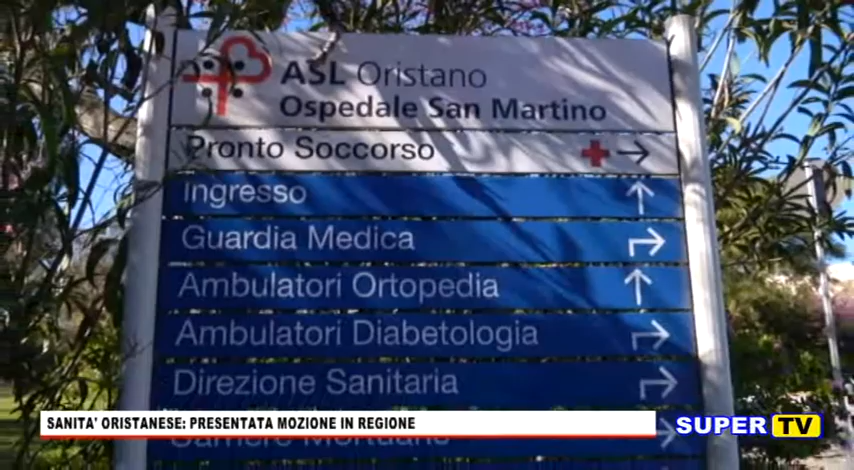 ASL Oristano
Ospedale San Martino
Pronto Soccorso
Ingresso
Guardia Medica
Ambulatori Ortopedia
Ambulatori Diabetologia
Direzione Sanitaria
Camere Mortuarie
SANITA' ORISTANESE: PRESENTATA MOZIONE IN REGIONE
SUPER TV